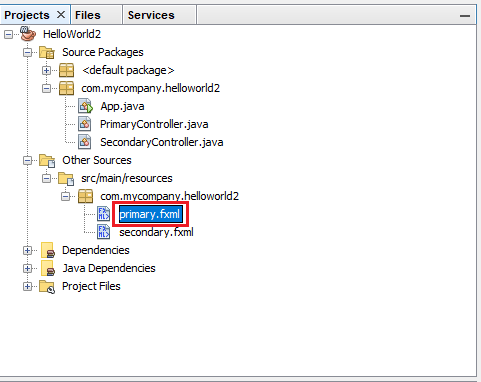 Projects × Files Services
HelloWorld2
Source Packages
<default package>
com.mycompany.helloworld2
App.java
PrimaryController.java
SecondaryController.java
Other Sources
src/main/resources
com.mycompany.helloworld2
primary.fxml
secondary.fxml
Dependencies
Java Dependencies
Project Files